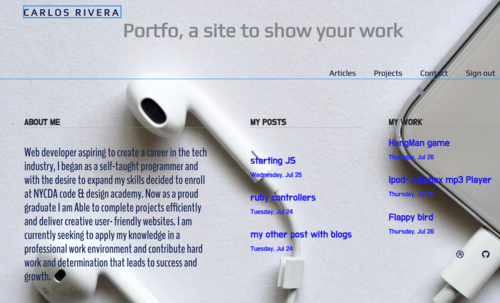 CARLOS RIVERA
Portfo, a site to show your work
Articles Projects Contact Sign out
ABOUT ME
Web developer aspiring to create a career in the tech
industry, I began as a self-taught programmer and
with the desire to expand my skills decided to enroll
at NYCDA code & design academy. Now as a proud
graduate I am Able to complete projects efficiently
and deliver creative user- friendly websites. I am
currently seeking to apply my knowledge in a
professional work environment and contribute hard
work and determination that leads to success and
growth.
MY POSTS
starting JS
Wednesday, Jul 25
ruby controllers
Tuesday, Jul 24
my other post with blogs
Tuesday, Jul 24
MY WORK
HangMan game
Thursday, Jul 26
Ipod-Jukebox mp3 Player
Thursday, Jul 26
Flappy bird
Thursday, Jul 26